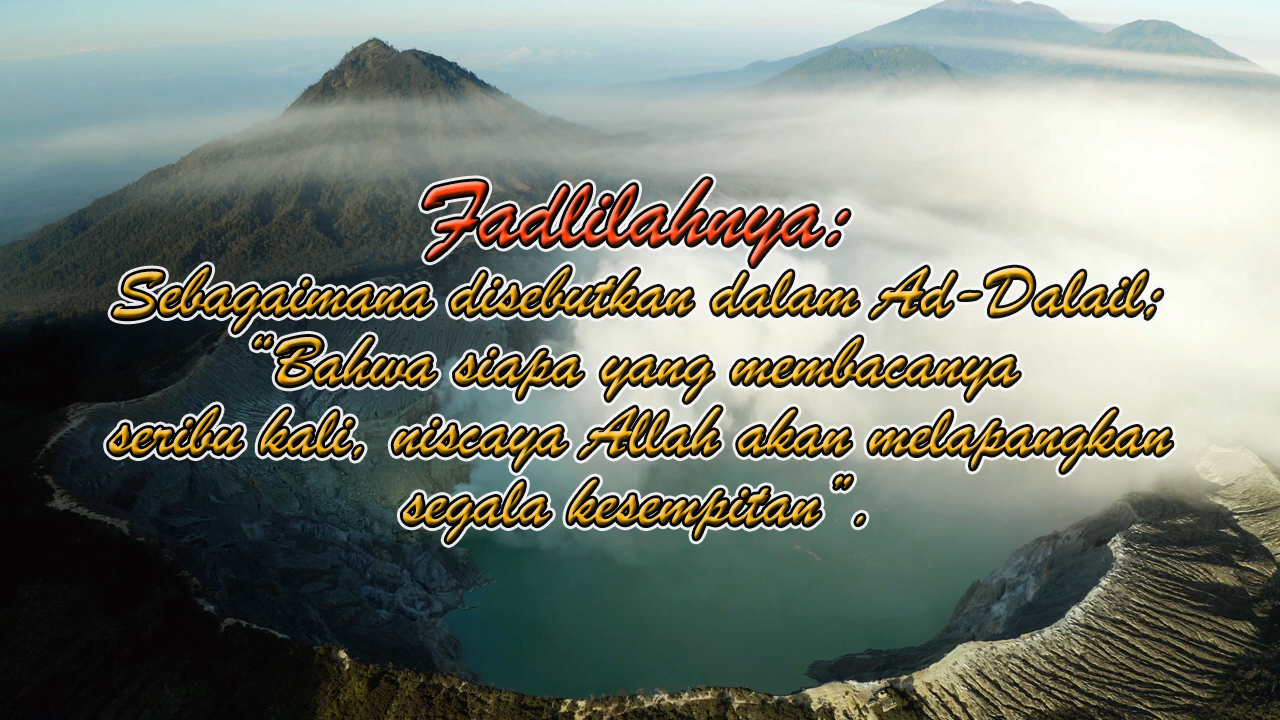 Fadlilahnya:
Sebagaimana disebutkan dalam Ad-Dalail;
“Bahwa siapa yang membacanya
seribu kali, niscaya Allah akan melapangkan
segala kesempitan”.